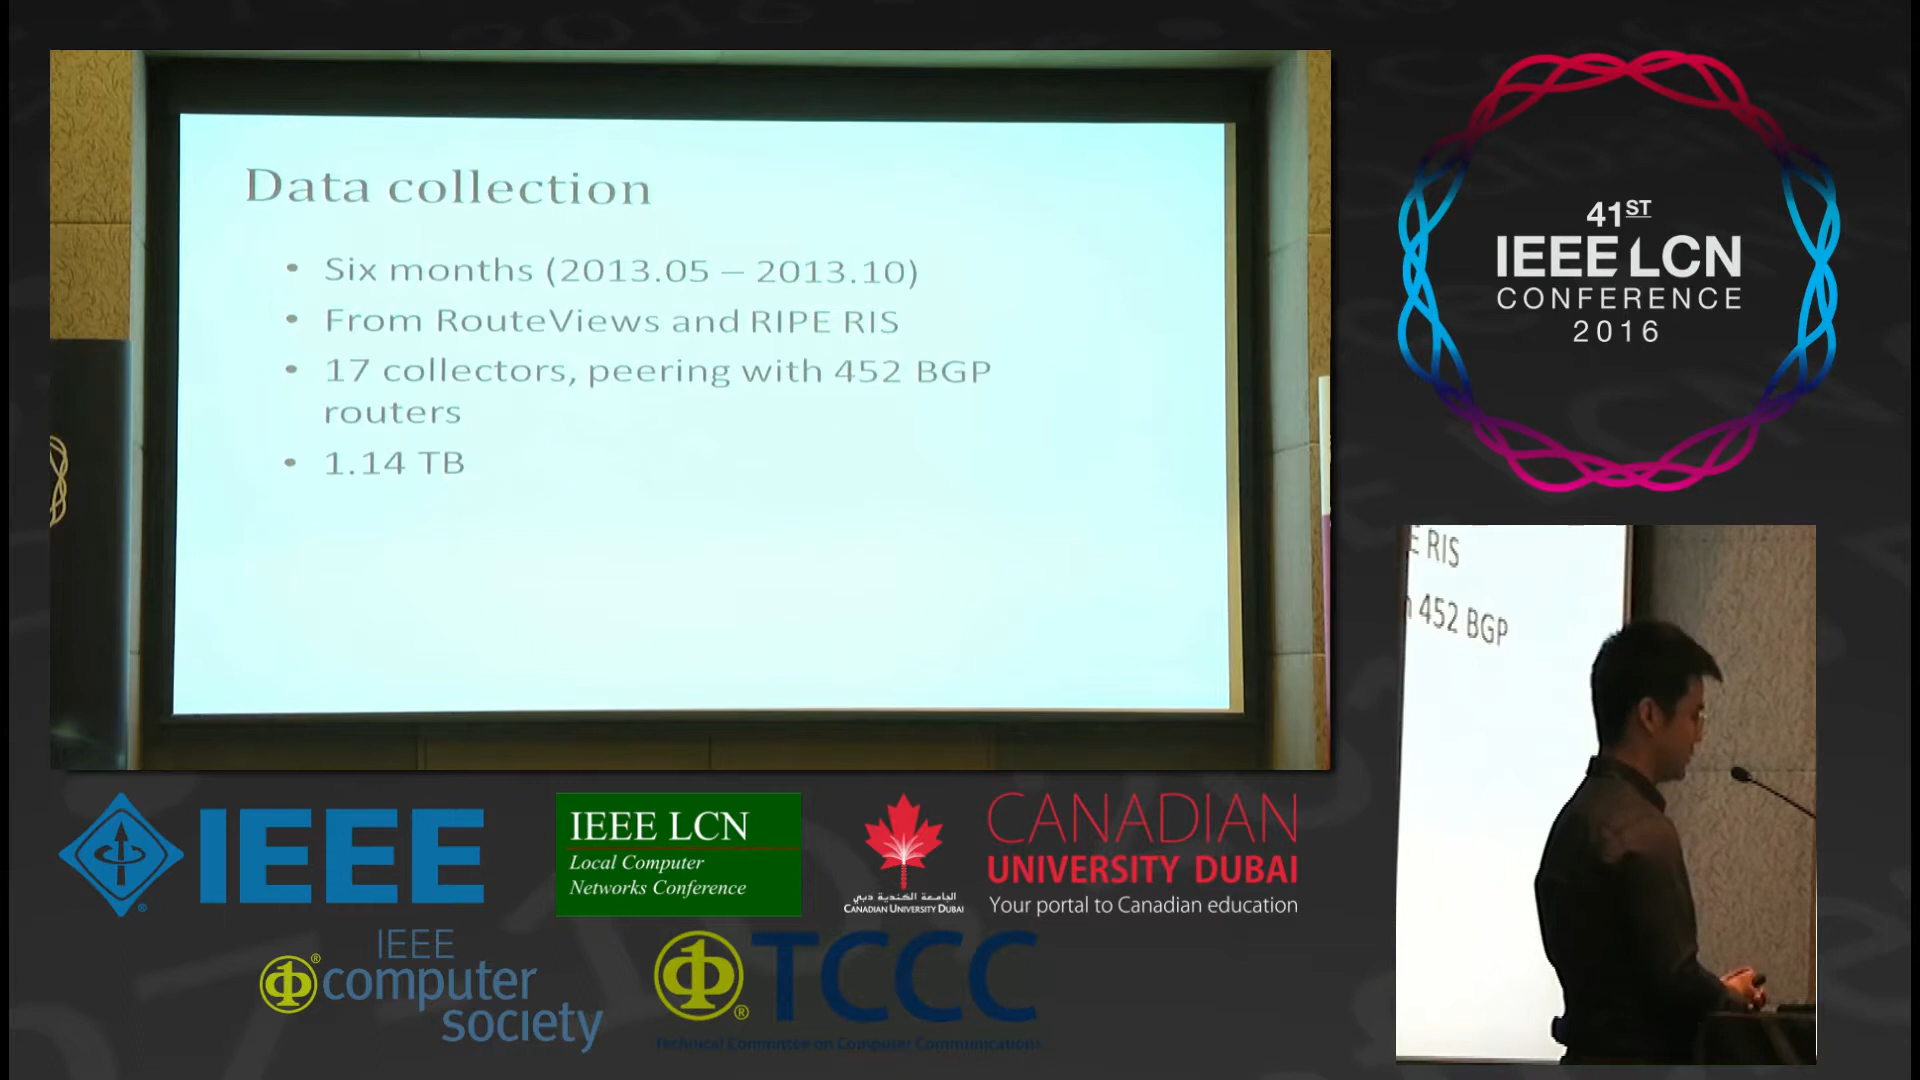 Data collection
• Six months (2013.05 – 2013.10)
• From RouteViews and RIPE RIS
• 17 collectors, peering with 452 BGP
routers
• 1.14 TB
41ST
IEEE LCN
CONFERENCE
2016
E RIS
452 BGP
IEEE
IEEE LCN
Local Computer
Networks Conference
الجامعة الكندية دبي
CANADIAN UNIVERSITY DUBAI
CANADIAN
UNIVERSITY DUBAI
Your portal to Canadian education
IEEE
computer
society
TCCC
Technical Committee on Computer Communications